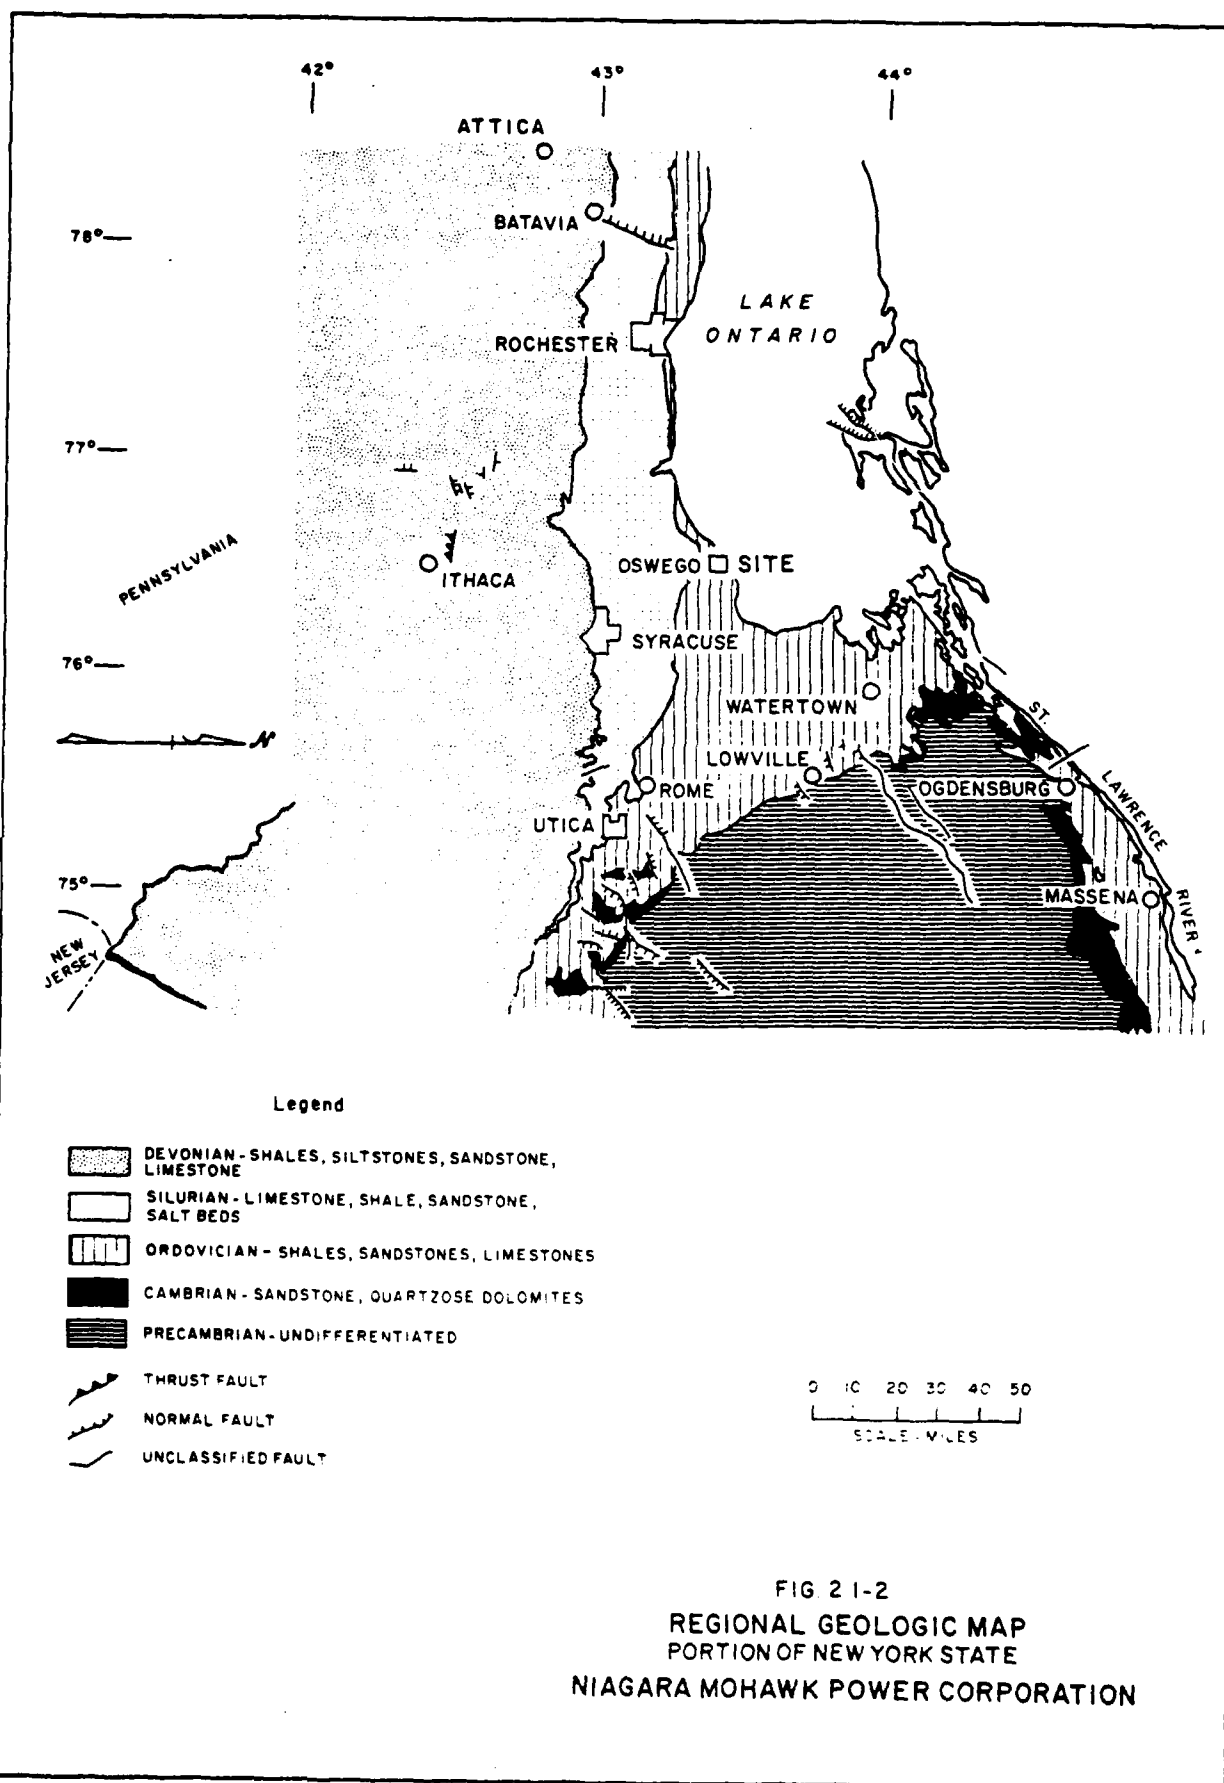 42°
43°
44°
ATTICA
BATAVIA
78°
LAKE
ONTARIO
ROCHESTER
77°
PENNSYLVANIA
OSWEGO
SITE
ITHACA
SYRACUSE
76°
WATERTOWN
ST.
LAWRENCE
RIVER
N
LOWVILLE
ROME
OGDENSBURG
UTICA
75°
MASSENA
NEW
JERSEY
Legend
DEVONIAN-SHALES, SILTSTONES, SANDSTONE,
LIMESTONE
SILURIAN-LIMESTONE, SHALE, SANDSTONE,
SALT BEDS
ORDOVICIAN-SHALES, SANDSTONES, LIMESTONES
CAMBRIAN-SANDSTONE, QUARTZOSE DOLOMITES
PRECAMBRIAN-UNDIFFERENTIATED
THRUST FAULT
NORMAL FAULT
UNCLASSIFIED FAULT
0 10 20 30 40 50
SCALE-MILES
FIG. 2 1-2
REGIONAL GEOLOGIC MAP
PORTION OF NEW YORK STATE
NIAGARA MOHAWK POWER CORPORATION